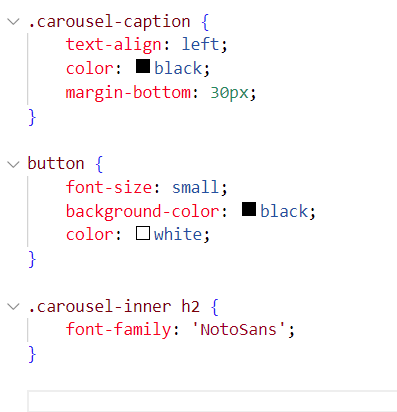 .carousel-caption {
text-align: left;
color: black;
margin-bottom: 30px;
}
button {
font-size: small;
background-color: black;
color: white;
}
.carousel-inner h2 {
font-family: 'NotoSans';
}